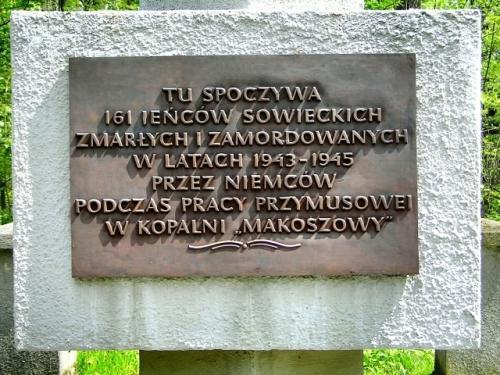 TU SPOCZYWA
161 JEŃCÓW SOWIECKICH
ZMARŁYCH I ZAMORDOWANYCH
W LATACH 1943-1945
PRZEZ NIEMCÓW
PODCZAS PRACY PRZYMUSOWEJ
W KOPALNI „MAKOSZOWY"